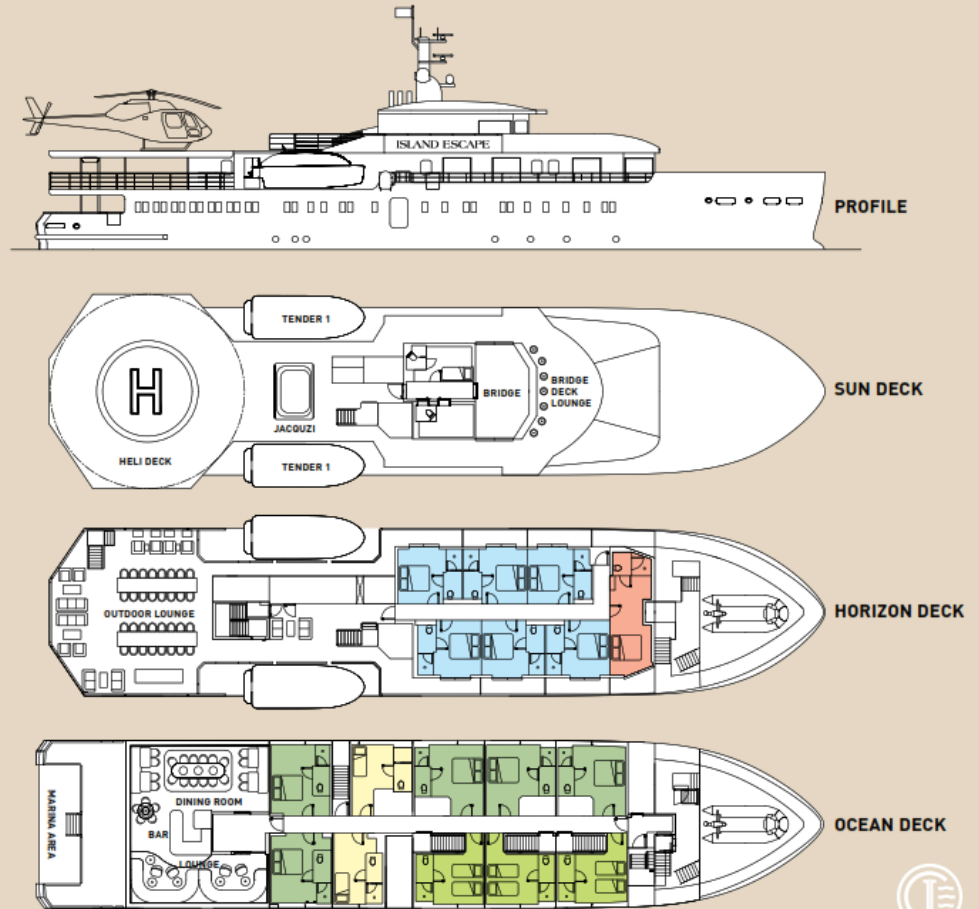 ISLAND ESCAPE
PROFILE
TENDER 1
BRIDGE
BRIDGE
DECK
LOUNGE
SUN DECK
H
JACQUZI
HELI DECK
TENDER 1
OUTDOOR LOUNGE
HORIZON DECK
MARINA AREA
DINING ROOM
BAR
LOUNGE
OCEAN DECK